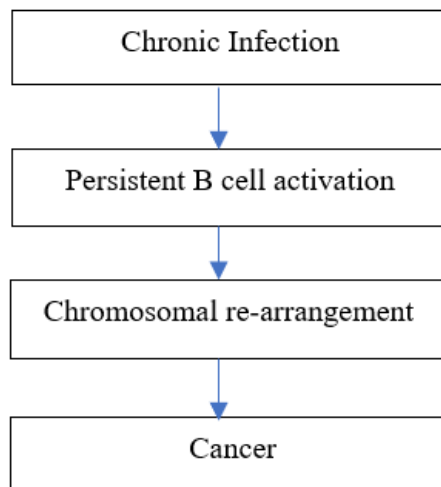 Chronic Infection
Persistent B cell activation
Chromosomal re-arrangement
Cancer